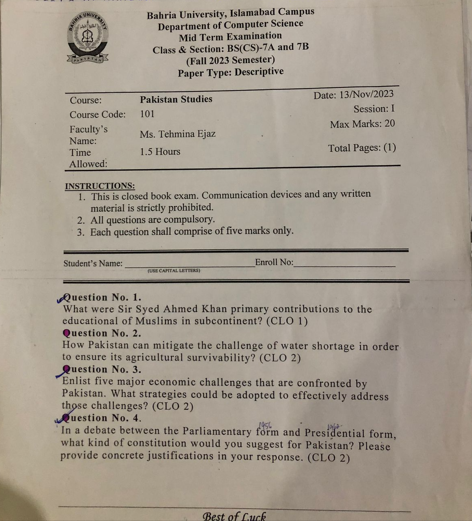 BAHRIA UNIVERSITY
Bahria University, Islamabad Campus
Department of Computer Science
Mid Term Examination
Class & Section: BS(CS)-7A and 7B
(Fall 2023 Semester)
Paper Type: Descriptive
Course: Pakistan Studies Date: 13/Nov/2023
Course Code: 101 Session: I
Faculty's Name: Ms. Tehmina Ejaz Max Marks: 20
Time Allowed: 1.5 Hours Total Pages: (1)
INSTRUCTIONS:
1. This is closed book exam. Communication devices and any written
material is strictly prohibited.
2. All questions are compulsory.
3. Each question shall comprise of five marks only.
Student's Name: Enroll No:
(USE CAPITAL LETTERS)
Question No. 1.
What were Sir Syed Ahmed Khan primary contributions to the
educational of Muslims in subcontinent? (CLO 1)
Question No. 2.
How Pakistan can mitigate the challenge of water shortage in order
to ensure its agricultural survivability? (CLO 2)
Question No. 3.
Enlist five major economic challenges that are confronted by
Pakistan. What strategies could be adopted to effectively address
those challenges? (CLO 2)
Question No. 4.
In a debate between the Parliamentary form and Presidential form,
what kind of constitution would you suggest for Pakistan? Please
provide concrete justifications in your response. (CLO 2)
Best of Luck